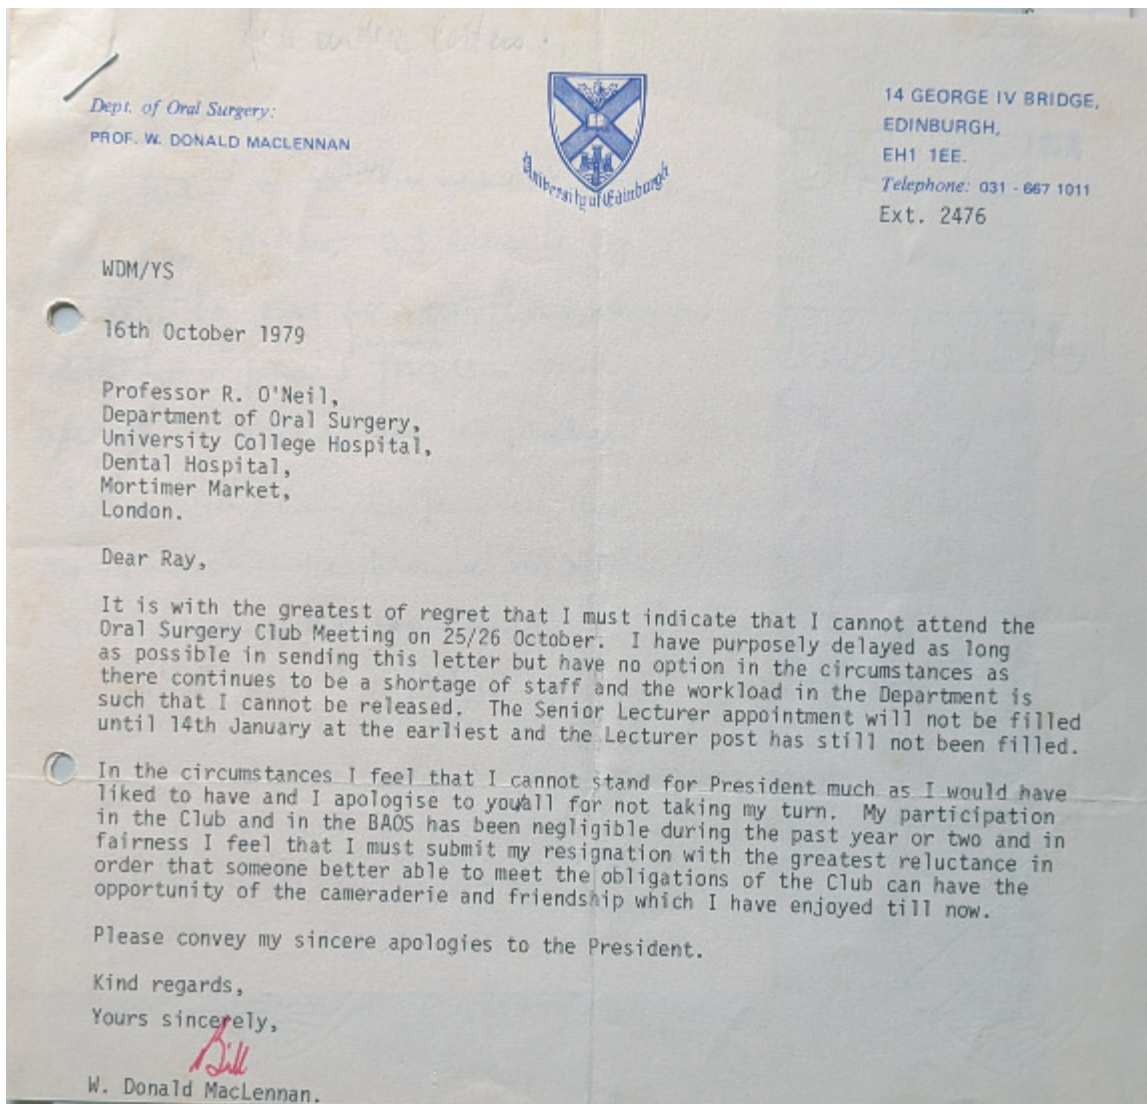 under letters.
Dept. of Oral Surgery:
PROF. W. DONALD MACLENNAN
University of Edinburgh
14 GEORGE IV BRIDGE,
EDINBURGH,
EH1 1EE.
Telephone: 031 - 667 1011
Ext. 2476
WDM/YS
16th October 1979
Professor R. O'Neil,
Department of Oral Surgery,
University College Hospital,
Dental Hospital,
Mortimer Market,
London.
Dear Ray,
It is with the greatest of regret that I must indicate that I cannot attend the
Oral Surgery Club Meeting on 25/26 October. I have purposely delayed as long
as possible in sending this letter but have no option in the circumstances as
there continues to be a shortage of staff and the workload in the Department is
such that I cannot be released. The Senior Lecturer appointment will not be filled
until 14th January at the earliest and the Lecturer post has still not been filled.
In the circumstances I feel that I cannot stand for President much as I would have
liked to have and I apologise to you/all for not taking my turn. My participation
in the Club and in the BAOS has been negligible during the past year or two and in
fairness I feel that I must submit my resignation with the greatest reluctance in
order that someone better able to meet the obligations of the Club can have the
opportunity of the cameraderie and friendship which I have enjoyed till now.
Please convey my sincere apologies to the President.
Kind regards,
Yours sincerely,
Bill
W. Donald MacLennan.